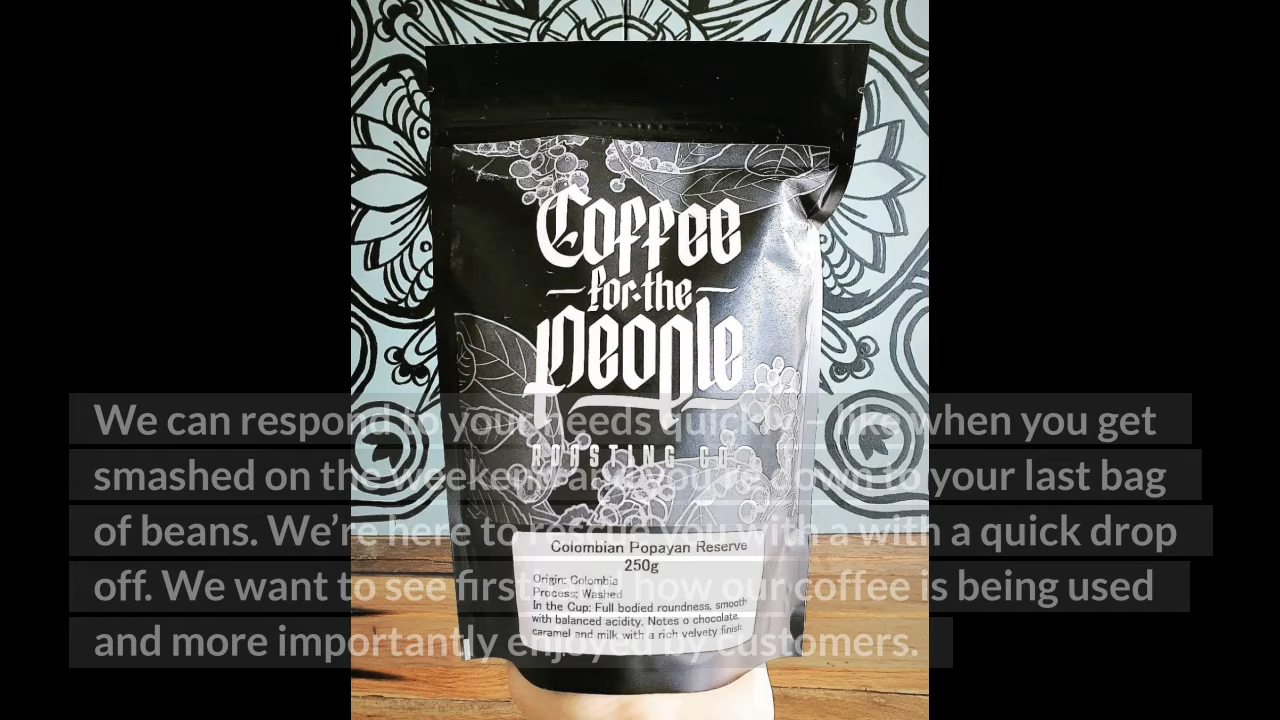 Coffee
for·the
People
ROASTING CO
Colombian Popayan Reserve
250g
Origin: Colombia
Process: Washed
In the Cup: Full bodied roundness, smooth
with balanced acidity. Notes o chocolate,
caramel and milk with a rich velvety finish
We can respond to your needs quickly – like when you get
smashed on the weekend and you're down to your last bag
of beans. We’re here to rescue you with a with a quick drop
off. We want to see firsthand how our coffee is being used
and more importantly enjoyed by customers.